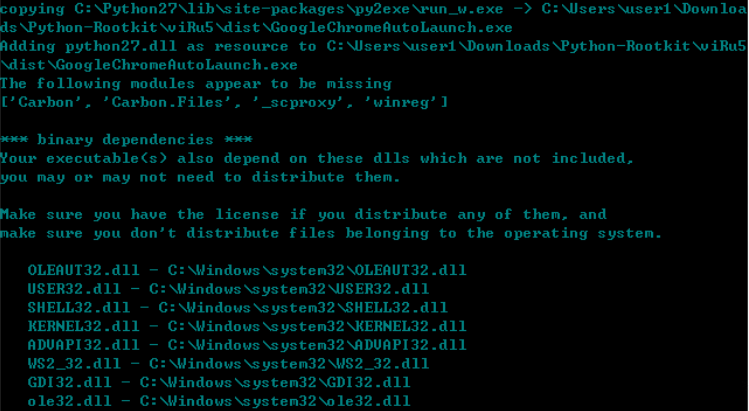 copying C:\Python27\lib\site-packages\py2exe\run_w.exe -> C:\Users\user1\Downloa
ds\Python-Rootkit\viRu5\dist\GoogleChromeAutoLaunch.exe
Adding python27.dll as resource to C:\Users\user1\Downloads\Python-Rootkit\viRu5
\dist\GoogleChromeAutoLaunch.exe
The following modules appear to be missing
['Carbon', 'Carbon.Files', '_scproxy', 'winreg']
*** binary dependencies ***
Your executable(s) also depend on these dlls which are not included,
you may or may not need to distribute them.
Make sure you have the license if you distribute any of them, and
make sure you don't distribute files belonging to the operating system.
OLEAUT32.dll - C:\Windows\system32\OLEAUT32.dll
USER32.dll - C:\Windows\system32\USER32.dll
SHELL32.dll - C:\Windows\system32\SHELL32.dll
KERNEL32.dll - C:\Windows\system32\KERNEL32.dll
ADVAPI32.dll - C:\Windows\system32\ADVAPI32.dll
WS2_32.dll - C:\Windows\system32\WS2_32.dll
GDI32.dll - C:\Windows\system32\GDI32.dll
ole32.dll - C:\Windows\system32\ole32.dll